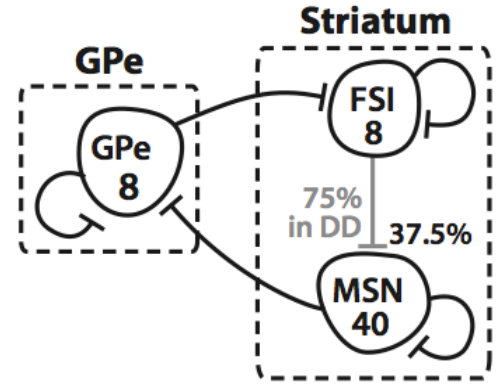 Striatum
GPe
FSI
8
GPe
8
75%
in DD
37.5%
MSN
40